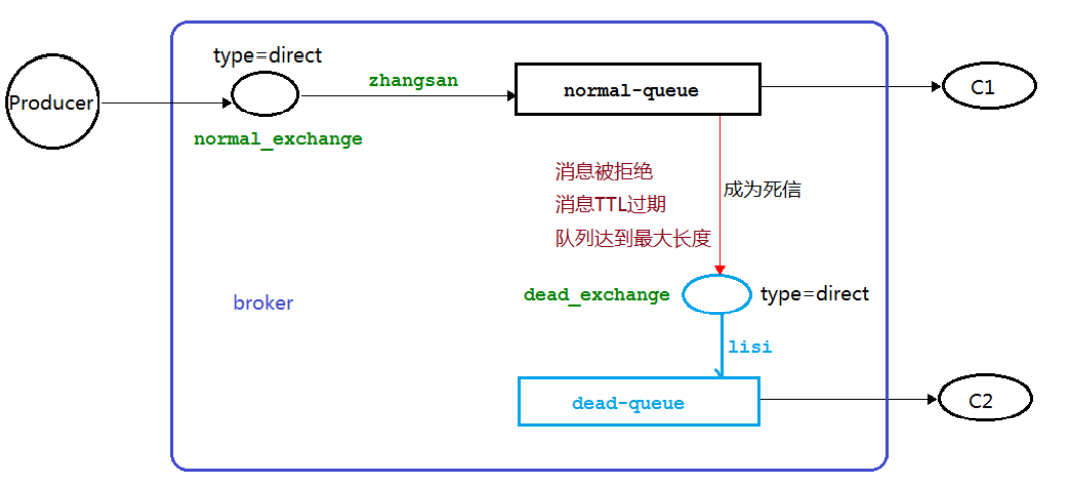 type=direct
Producer
zhangsan
normal-queue
C1
normal_exchange
消息被拒绝
消息TTL过期
队列达到最大长度
成为死信
dead_exchange
type=direct
broker
lisi
dead-queue
C2